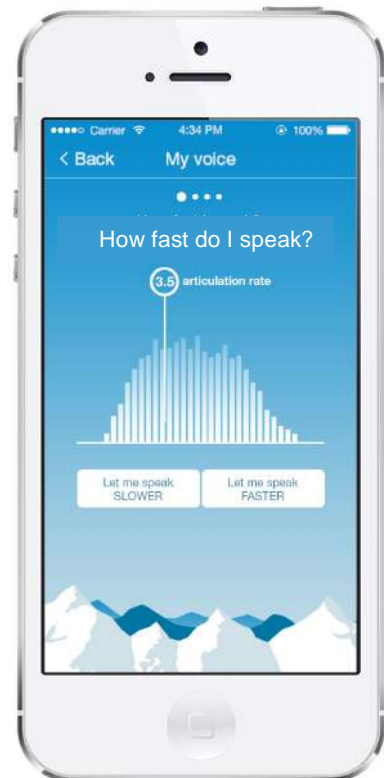 Carrier 4:34 PM 100%
< Back My voice
How fast do I speak?
3.5 articulation rate
Let me speak
SLOWER
Let me speak
FASTER